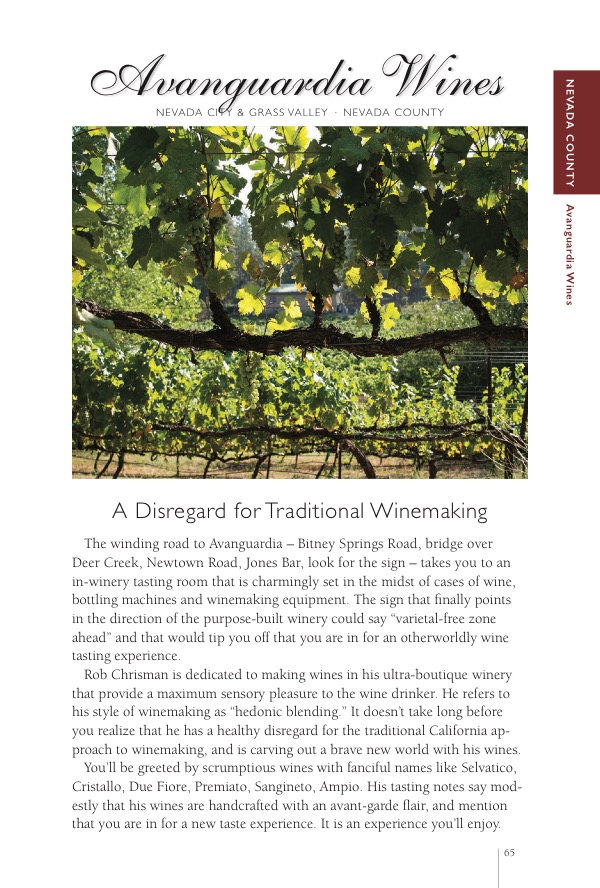 Avanguardia Wines
NEVADA CITY & GRASS VALLEY · NEVADA COUNTY
NEVADA COUNTY
Avanguardia Wines
A Disregard for Traditional Winemaking
The winding road to Avanguardia – Bitney Springs Road, bridge over
Deer Creek, Newtown Road, Jones Bar, look for the sign – takes you to an
in-winery tasting room that is charmingly set in the midst of cases of wine,
bottling machines and winemaking equipment. The sign that finally points
in the direction of the purpose-built winery could say “varietal-free zone
ahead” and that would tip you off that you are in for an otherworldly wine
tasting experience.
Rob Chrisman is dedicated to making wines in his ultra-boutique winery
that provide a maximum sensory pleasure to the wine drinker. He refers to
his style of winemaking as “hedonic blending.” It doesn’t take long before
you realize that he has a healthy disregard for the traditional California ap-
proach to winemaking, and is carving out a brave new world with his wines.
You’ll be greeted by scrumptious wines with fanciful names like Selvatico,
Cristallo, Due Fiore, Premiato, Sangineto, Ampio. His tasting notes say mod-
estly that his wines are handcrafted with an avant-garde flair, and mention
that you are in for a new taste experience. It is an experience you’ll enjoy.
65